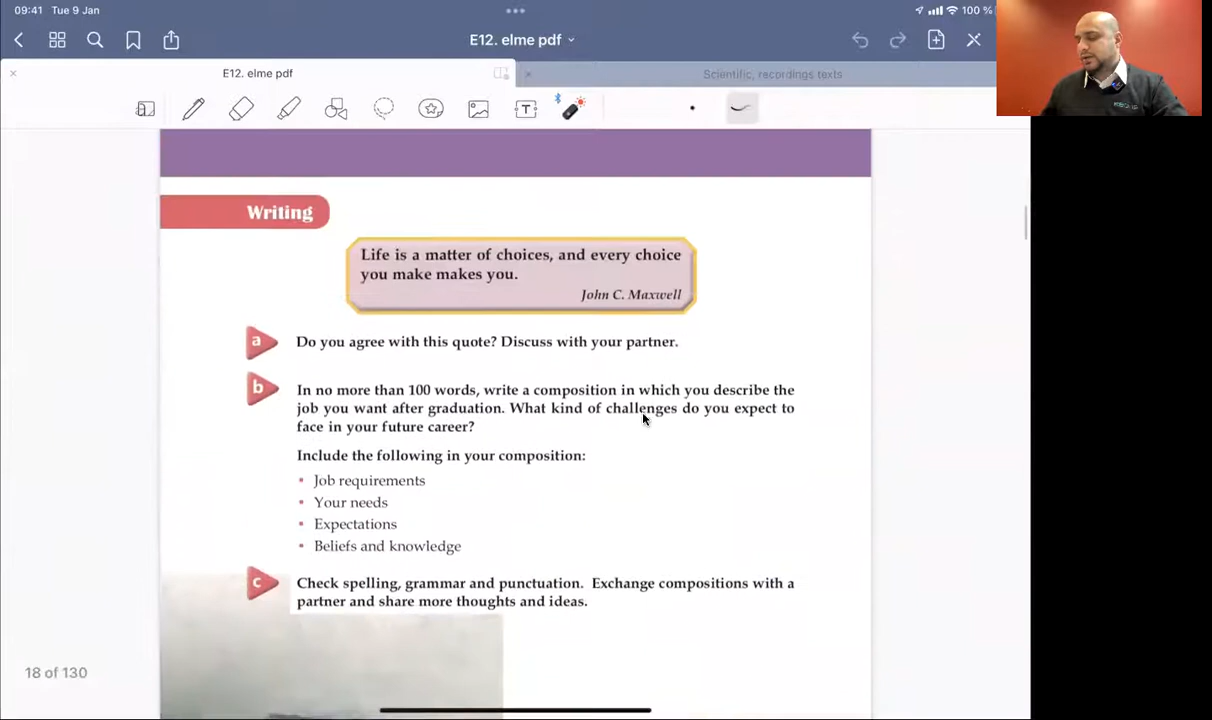 09:41 Tue 9 Jan
100 %
E12. elme pdf
E12. elme pdf
Scientific, recordings texts
T
Writing
Life is a matter of choices, and every choice
you make makes you.
John C. Maxwell
a
Do you agree with this quote? Discuss with your partner.
b
In no more than 100 words, write a composition in which you describe the
job you want after graduation. What kind of challenges do you expect to
face in your future career?
Include the following in your composition:
• Job requirements
• Your needs
• Expectations
• Beliefs and knowledge
c
Check spelling, grammar and punctuation. Exchange compositions with a
partner and share more thoughts and ideas.
18 of 130